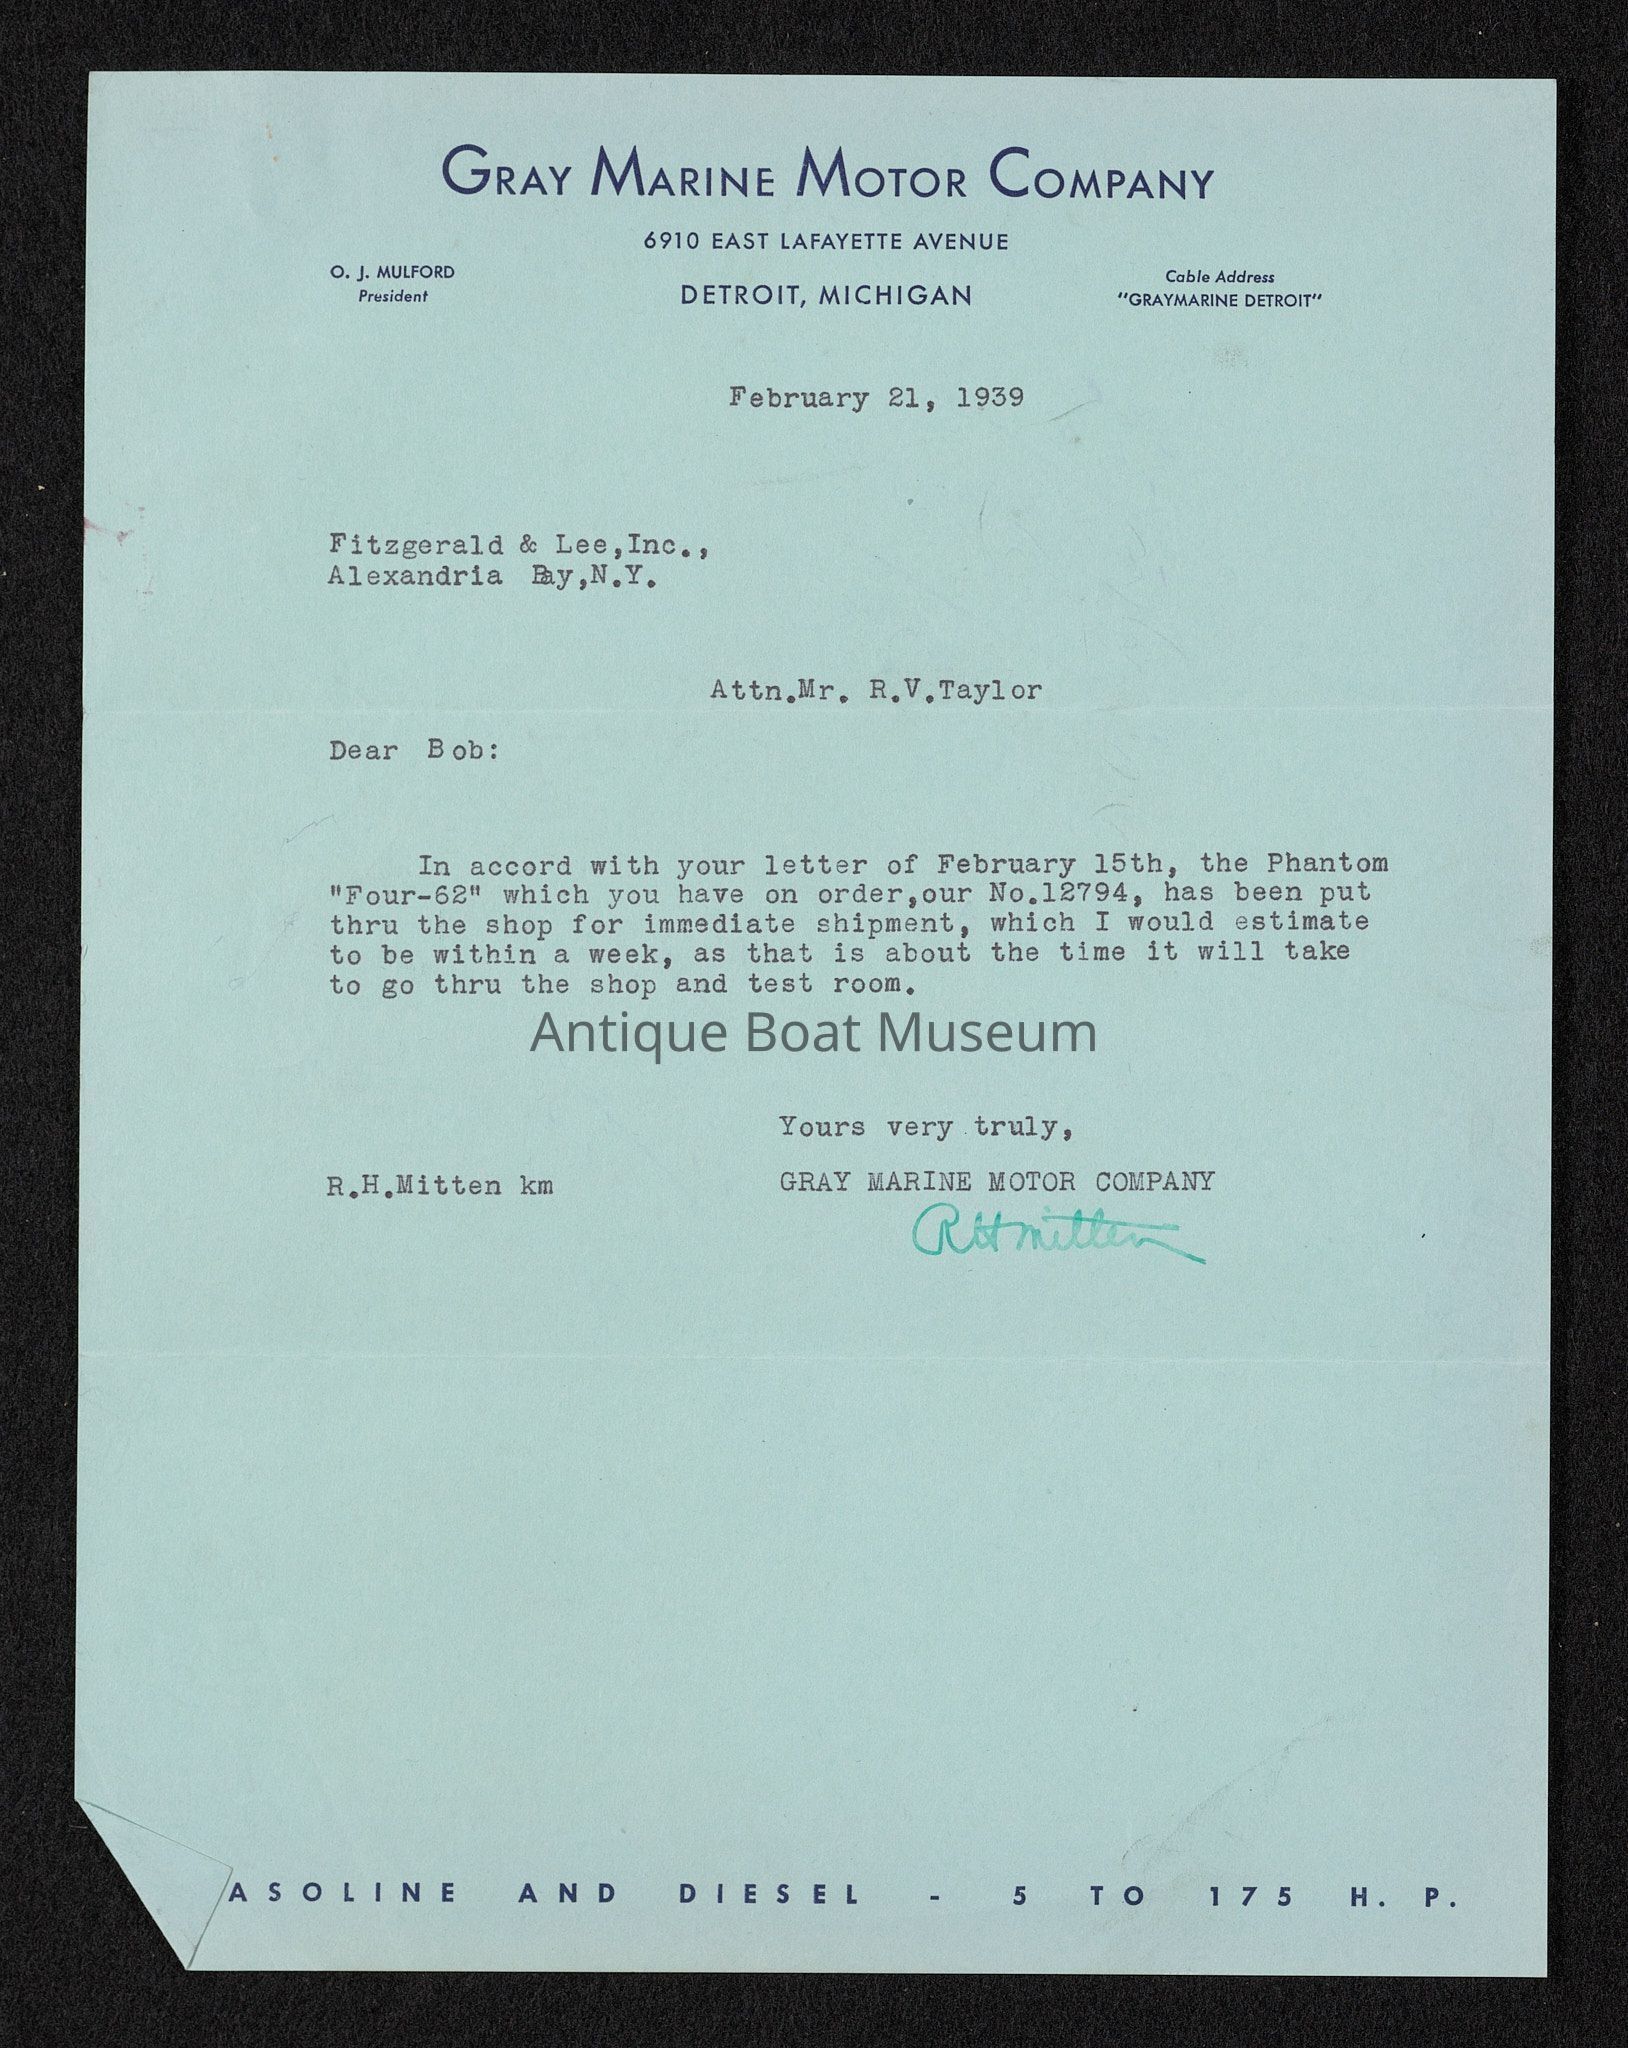 GRAY MARINE MOTOR COMPANY
6910 EAST LAFAYETTE AVENUE
O. J. MULFORD
President
DETROIT, MICHIGAN
Cable Address
"GRAYMARINE DETROIT"
February 21, 1939
Fitzgerald & Lee,Inc.,
Alexandria Bay,N.Y.
Attn.Mr. R.V.Taylor
Dear Bob:
In accord with your letter of February 15th, the Phantom
"Four-62" which you have on order,our No.12794, has been put
thru the shop for immediate shipment, which I would estimate
to be within a week, as that is about the time it will take
to go thru the shop and test room.
Antique Boat Museum
Yours very truly,
R.H.Mitten km
GRAY MARINE MOTOR COMPANY
RH Mitten
ASOLINE AND DIESEL - 5 TO 175 H. P.